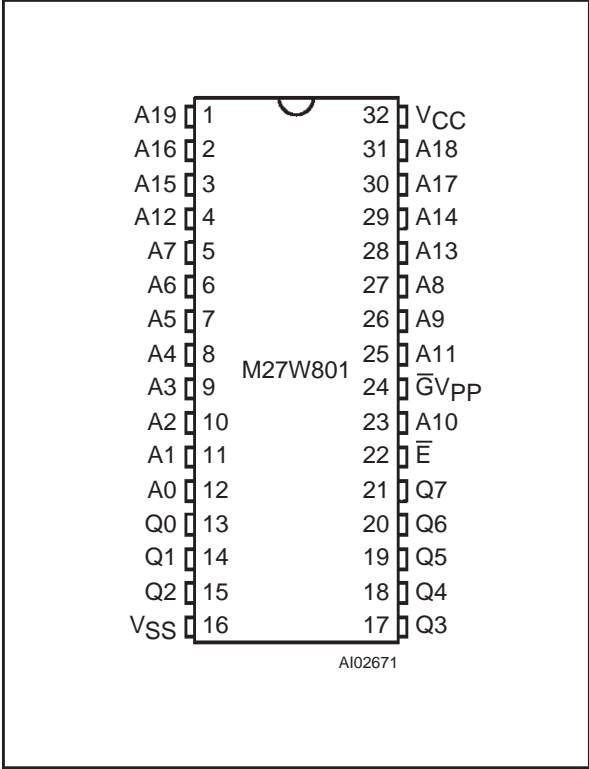 A19 1 32 VCC
A16 2 31 A18
A15 3 30 A17
A12 4 29 A14
A7 5 28 A13
A6 6 27 A8
A5 7 26 A9
A4 8 25 A11
M27W801
A3 9 24 G̅VPP
A2 10 23 A10
A1 11 22 E̅
A0 12 21 Q7
Q0 13 20 Q6
Q1 14 19 Q5
Q2 15 18 Q4
VSS 16 17 Q3
AI02671